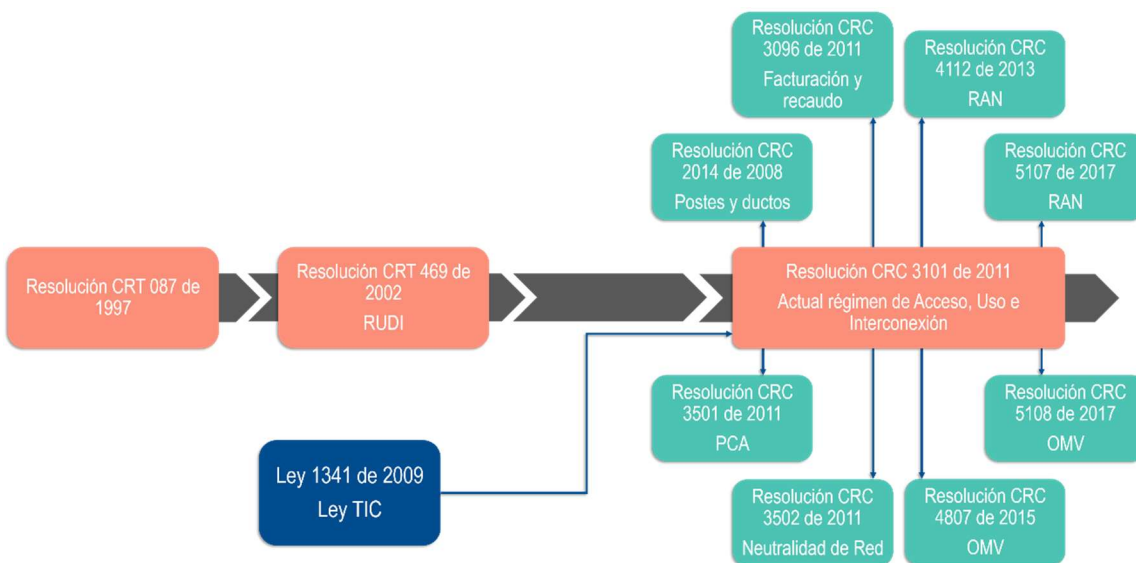 Resolución CRC
3096 de 2011
Facturación y
recaudo
Resolución CRC
4112 de 2013
RAN
Resolución CRC
2014 de 2008
Postes y ductos
Resolución CRC
5107 de 2017
RAN
Resolución CRT 087 de
1997
Resolución CRT 469 de
2002
RUDI
Resolución CRC 3101 de 2011
Actual régimen de Acceso, Uso e
Interconexión
Resolución CRC
3501 de 2011
PCA
Resolución CRC
5108 de 2017
OMV
Ley 1341 de 2009
Ley TIC
Resolución CRC
3502 de 2011
Neutralidad de Red
Resolución CRC
4807 de 2015
OMV